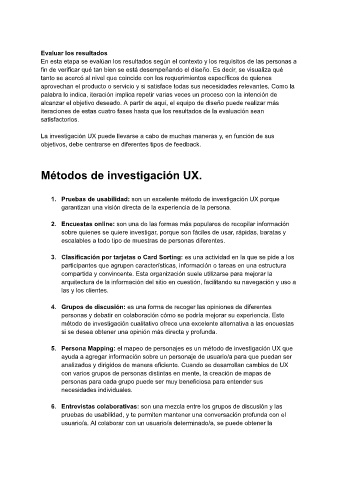 Evaluar los resultados
En esta etapa se evalúan los resultados según el contexto y los requisitos de las personas a
fin de verificar qué tan bien se está desempeñando el diseño. Es decir, se visualiza qué
tanto se acercó al nivel que coincide con los requerimientos específicos de quienes
aprovechan el producto o servicio y si satisface todas sus necesidades relevantes. Como la
palabra lo indica, iteración implica repetir varias veces un proceso con la intención de
alcanzar el objetivo deseado. A partir de aquí, el equipo de diseño puede realizar más
iteraciones de estas cuatro fases hasta que los resultados de la evaluación sean
satisfactorios.
La investigación UX puede llevarse a cabo de muchas maneras y, en función de sus
objetivos, debe centrarse en diferentes tipos de feedback.
Métodos de investigación UX.
1. Pruebas de usabilidad: son un excelente método de investigación UX porque
garantizan una visión directa de la experiencia de la persona.
2. Encuestas online: son una de las formas más populares de recopilar información
sobre quienes se quiere investigar, porque son fáciles de usar, rápidas, baratas y
escalables a todo tipo de muestras de personas diferentes.
3. Clasificación por tarjetas o Card Sorting: es una actividad en la que se pide a los
participantes que agrupen características, información o tareas en una estructura
compartida y convincente. Esta organización suele utilizarse para mejorar la
arquitectura de la información del sitio en cuestión, facilitando su navegación y uso a
las y los clientes.
4. Grupos de discusión: es una forma de recoger las opiniones de diferentes
personas y debatir en colaboración cómo se podría mejorar su experiencia. Este
método de investigación cualitativo ofrece una excelente alternativa a las encuestas
si se desea obtener una opinión más directa y profunda.
5. Persona Mapping: el mapeo de personajes es un método de investigación UX que
ayuda a agregar información sobre un personaje de usuario/a para que puedan ser
analizados y dirigidos de manera eficiente. Cuando se desarrollan cambios de UX
con varios grupos de personas distintas en mente, la creación de mapas de
personas para cada grupo puede ser muy beneficiosa para entender sus
necesidades individuales.
6. Entrevistas colaborativas: son una mezcla entre los grupos de discusión y las
pruebas de usabilidad, y te permiten mantener una conversación profunda con el
usuario/a. Al colaborar con un usuario/a determinado/a, se puede obtener la